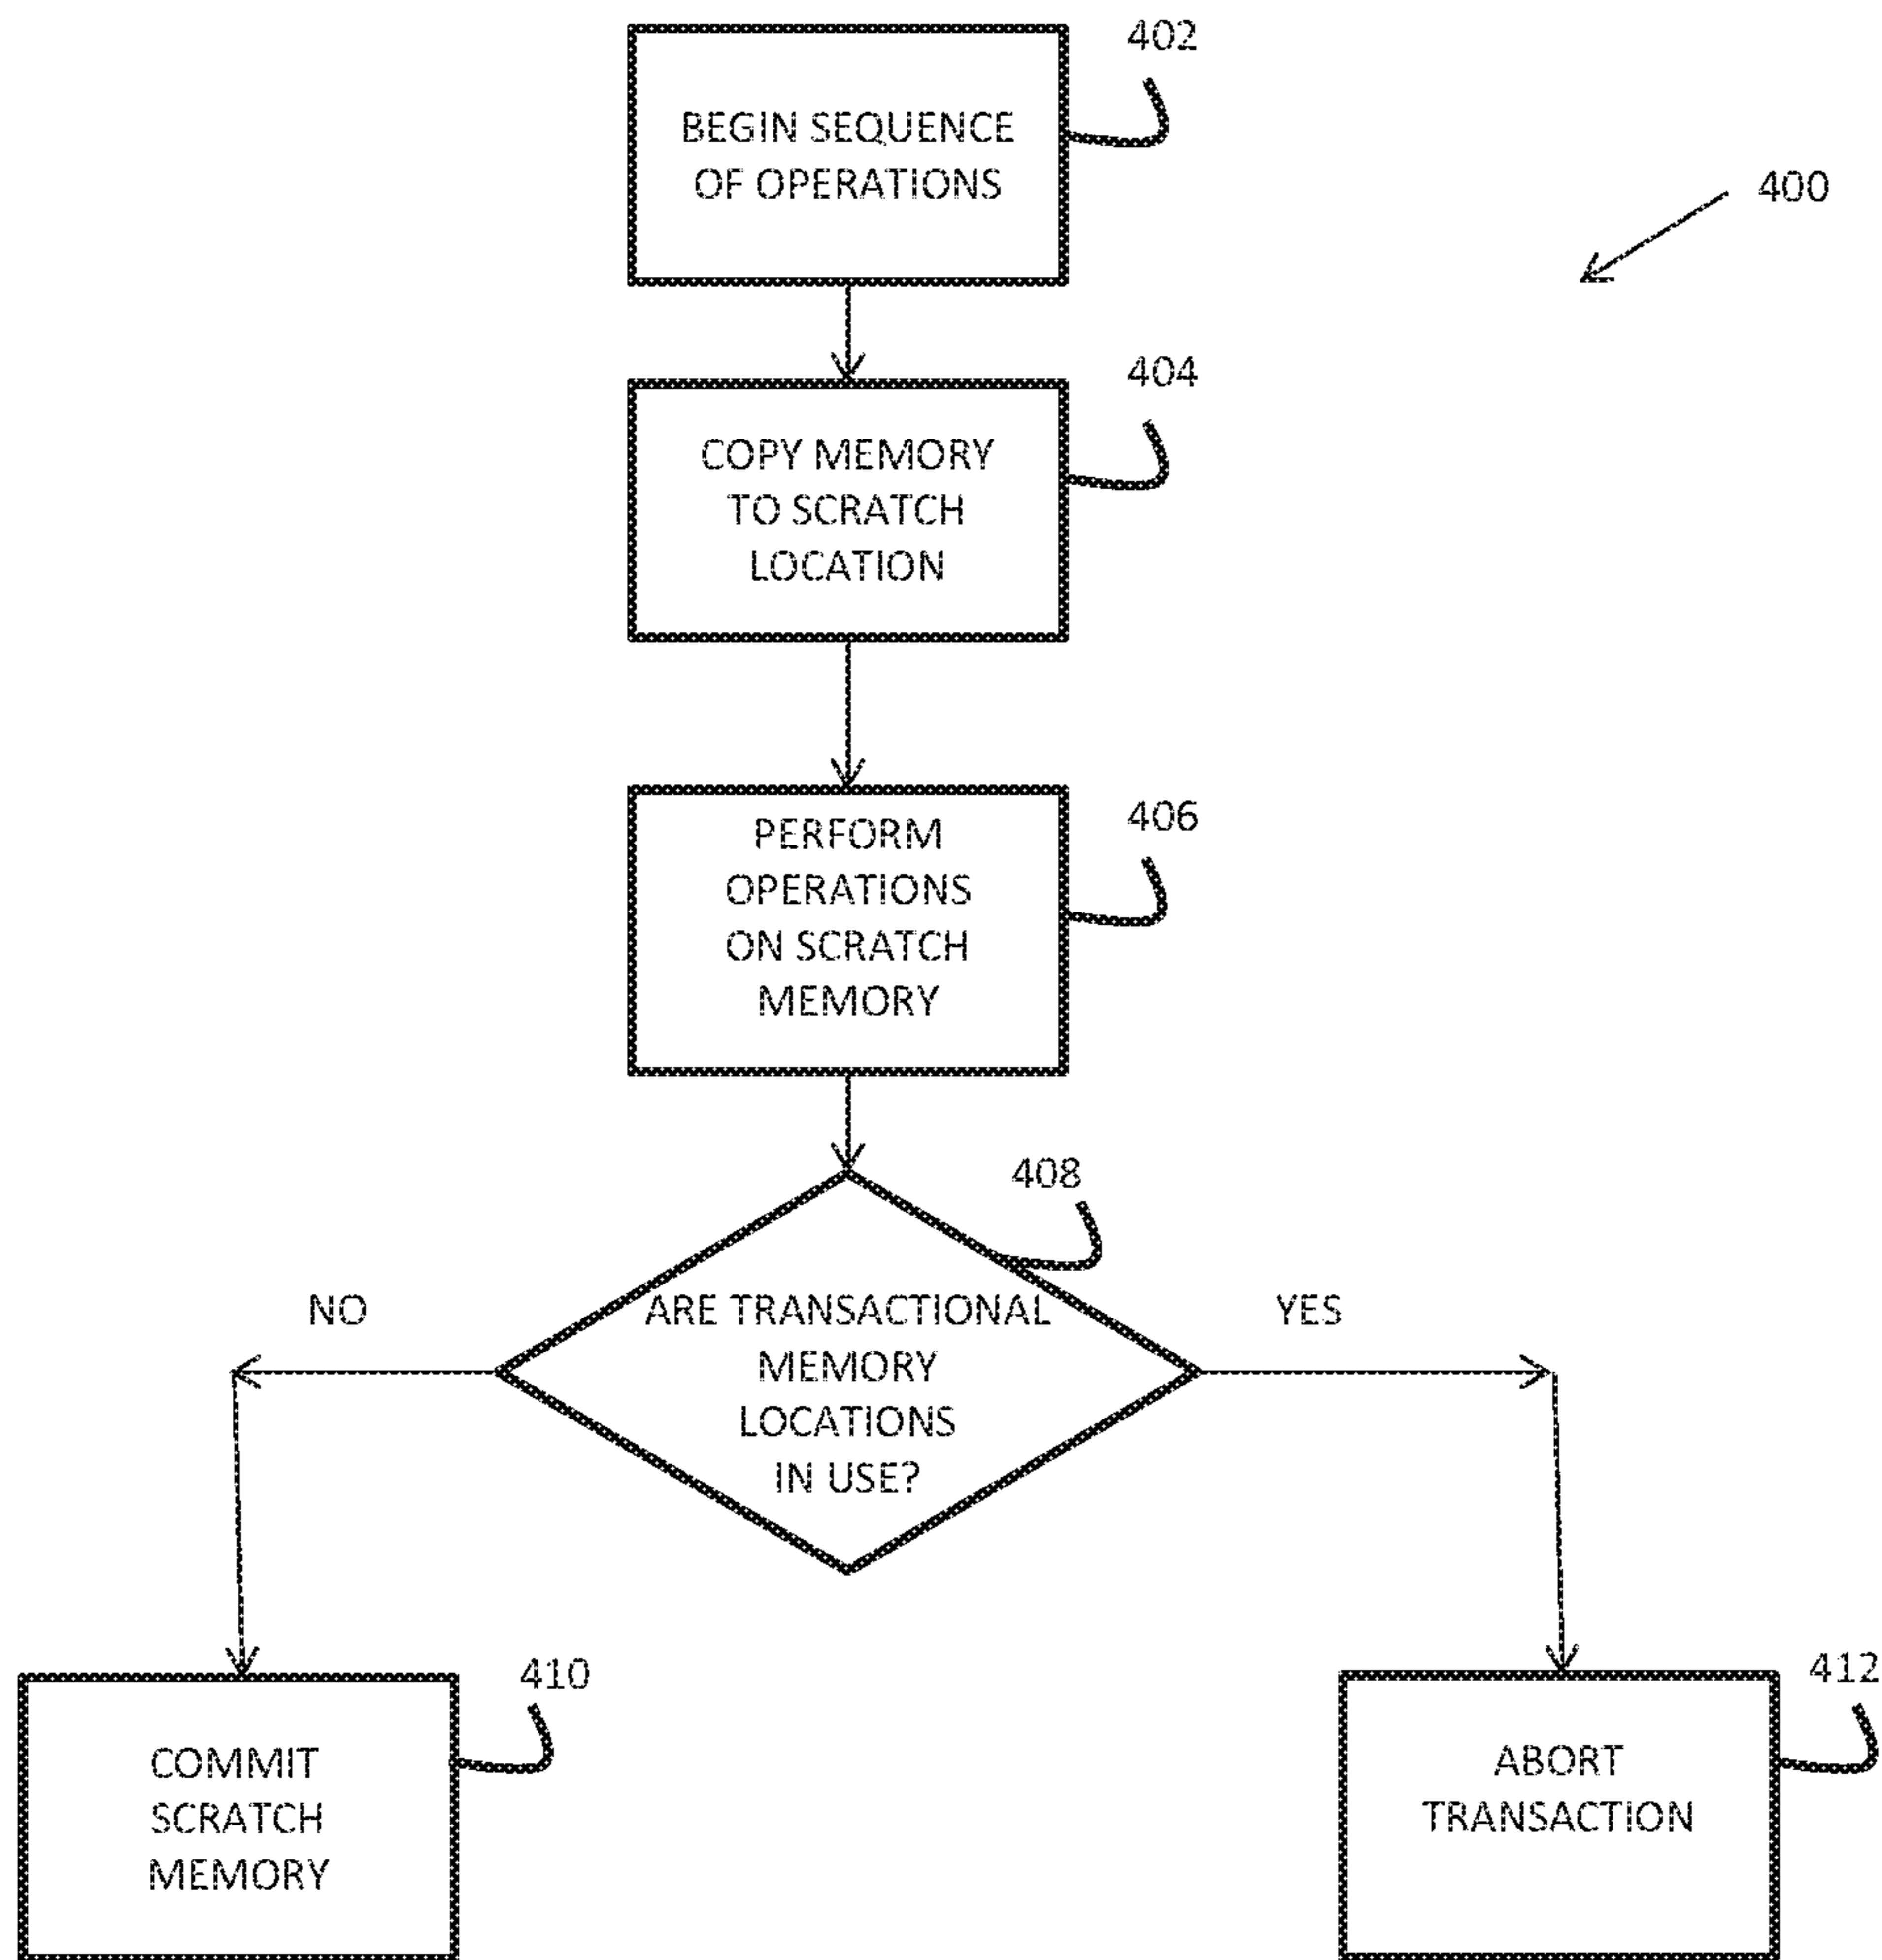 402
BEGIN SEQUENCE
OF OPERATIONS
400
404
COPY MEMORY
TO SCRATCH
LOCATION
406
PERFORM
OPERATIONS
ON SCRATCH
MEMORY
408
NO
ARE TRANSACTIONAL
YES
MEMORY
LOCATIONS
IN USE?
410
412
COMMIT
SCRATCH
MEMORY
ABORT
TRANSACTION